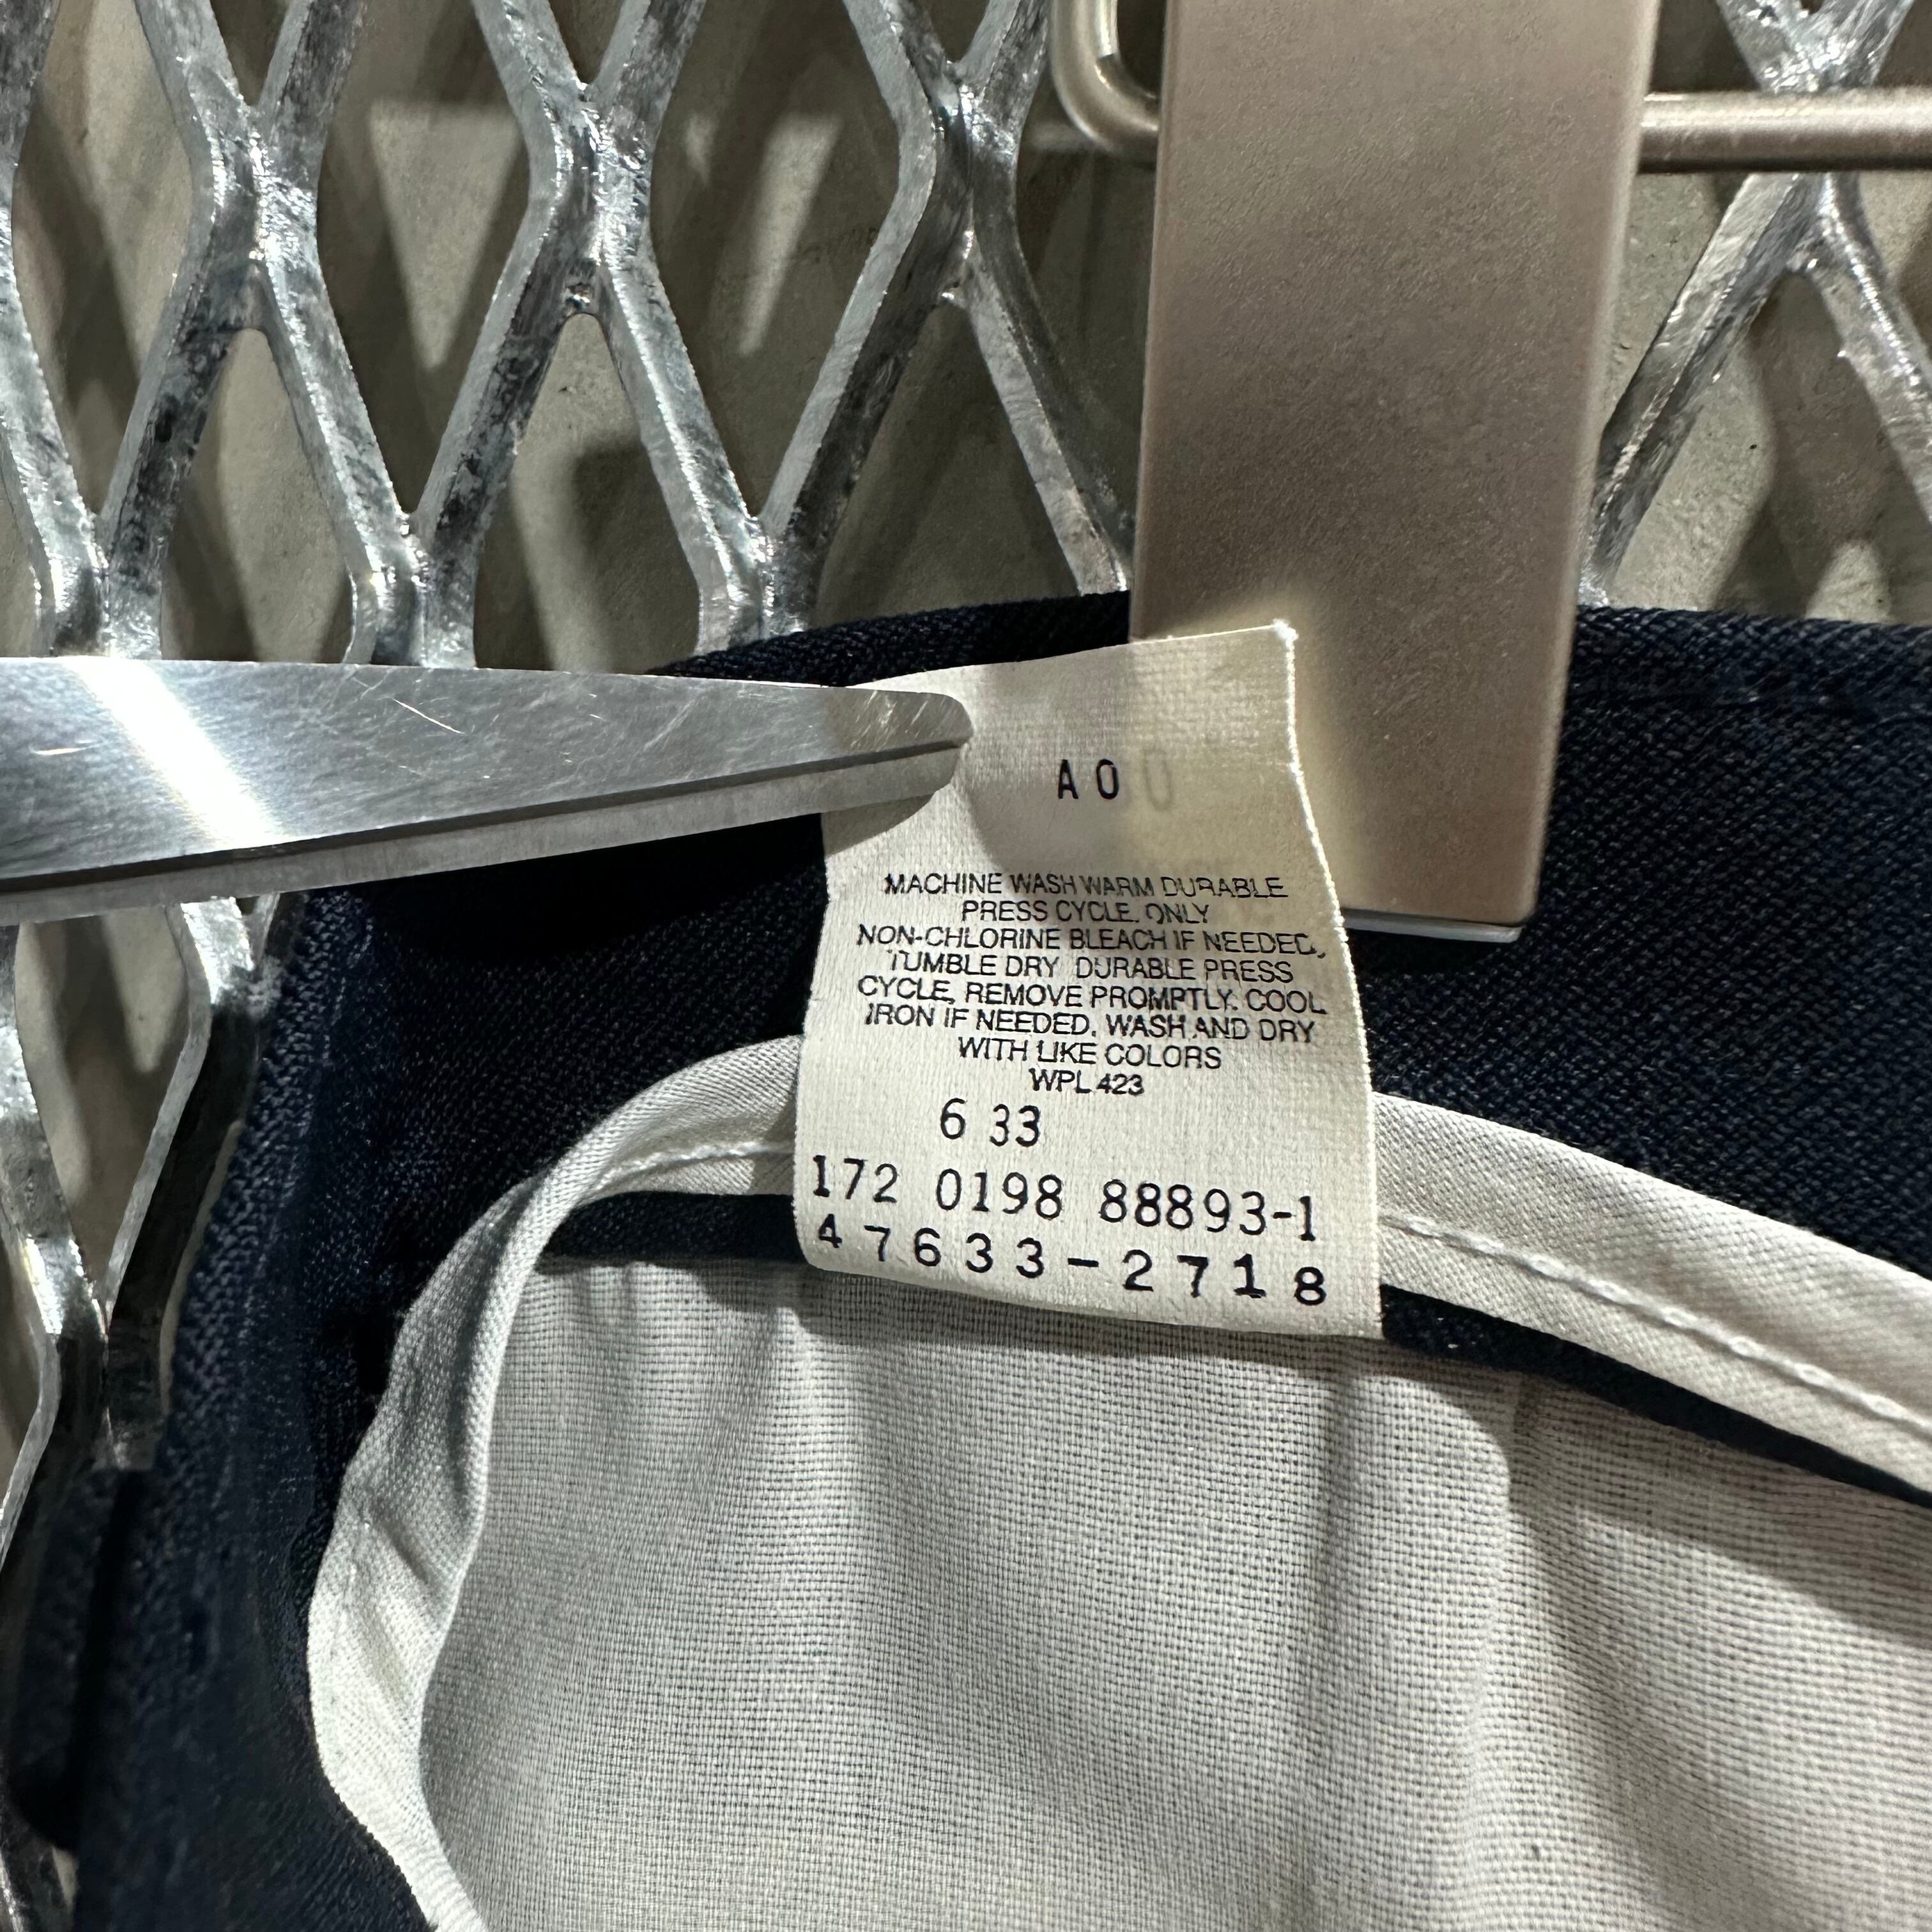 A 0
MACHINE WASH WARM DURABLE
PRESS CYCLE, ONLY
NON-CHLORINE BLEACH IF NEEDED,
TUMBLE DRY DURABLE PRESS
CYCLE, REMOVE PROMPTLY. COOL
IRON IF NEEDED. WASH AND DRY
WITH LIKE COLORS
WPL 423
6 33
172 0198 88893-1
47633-2718